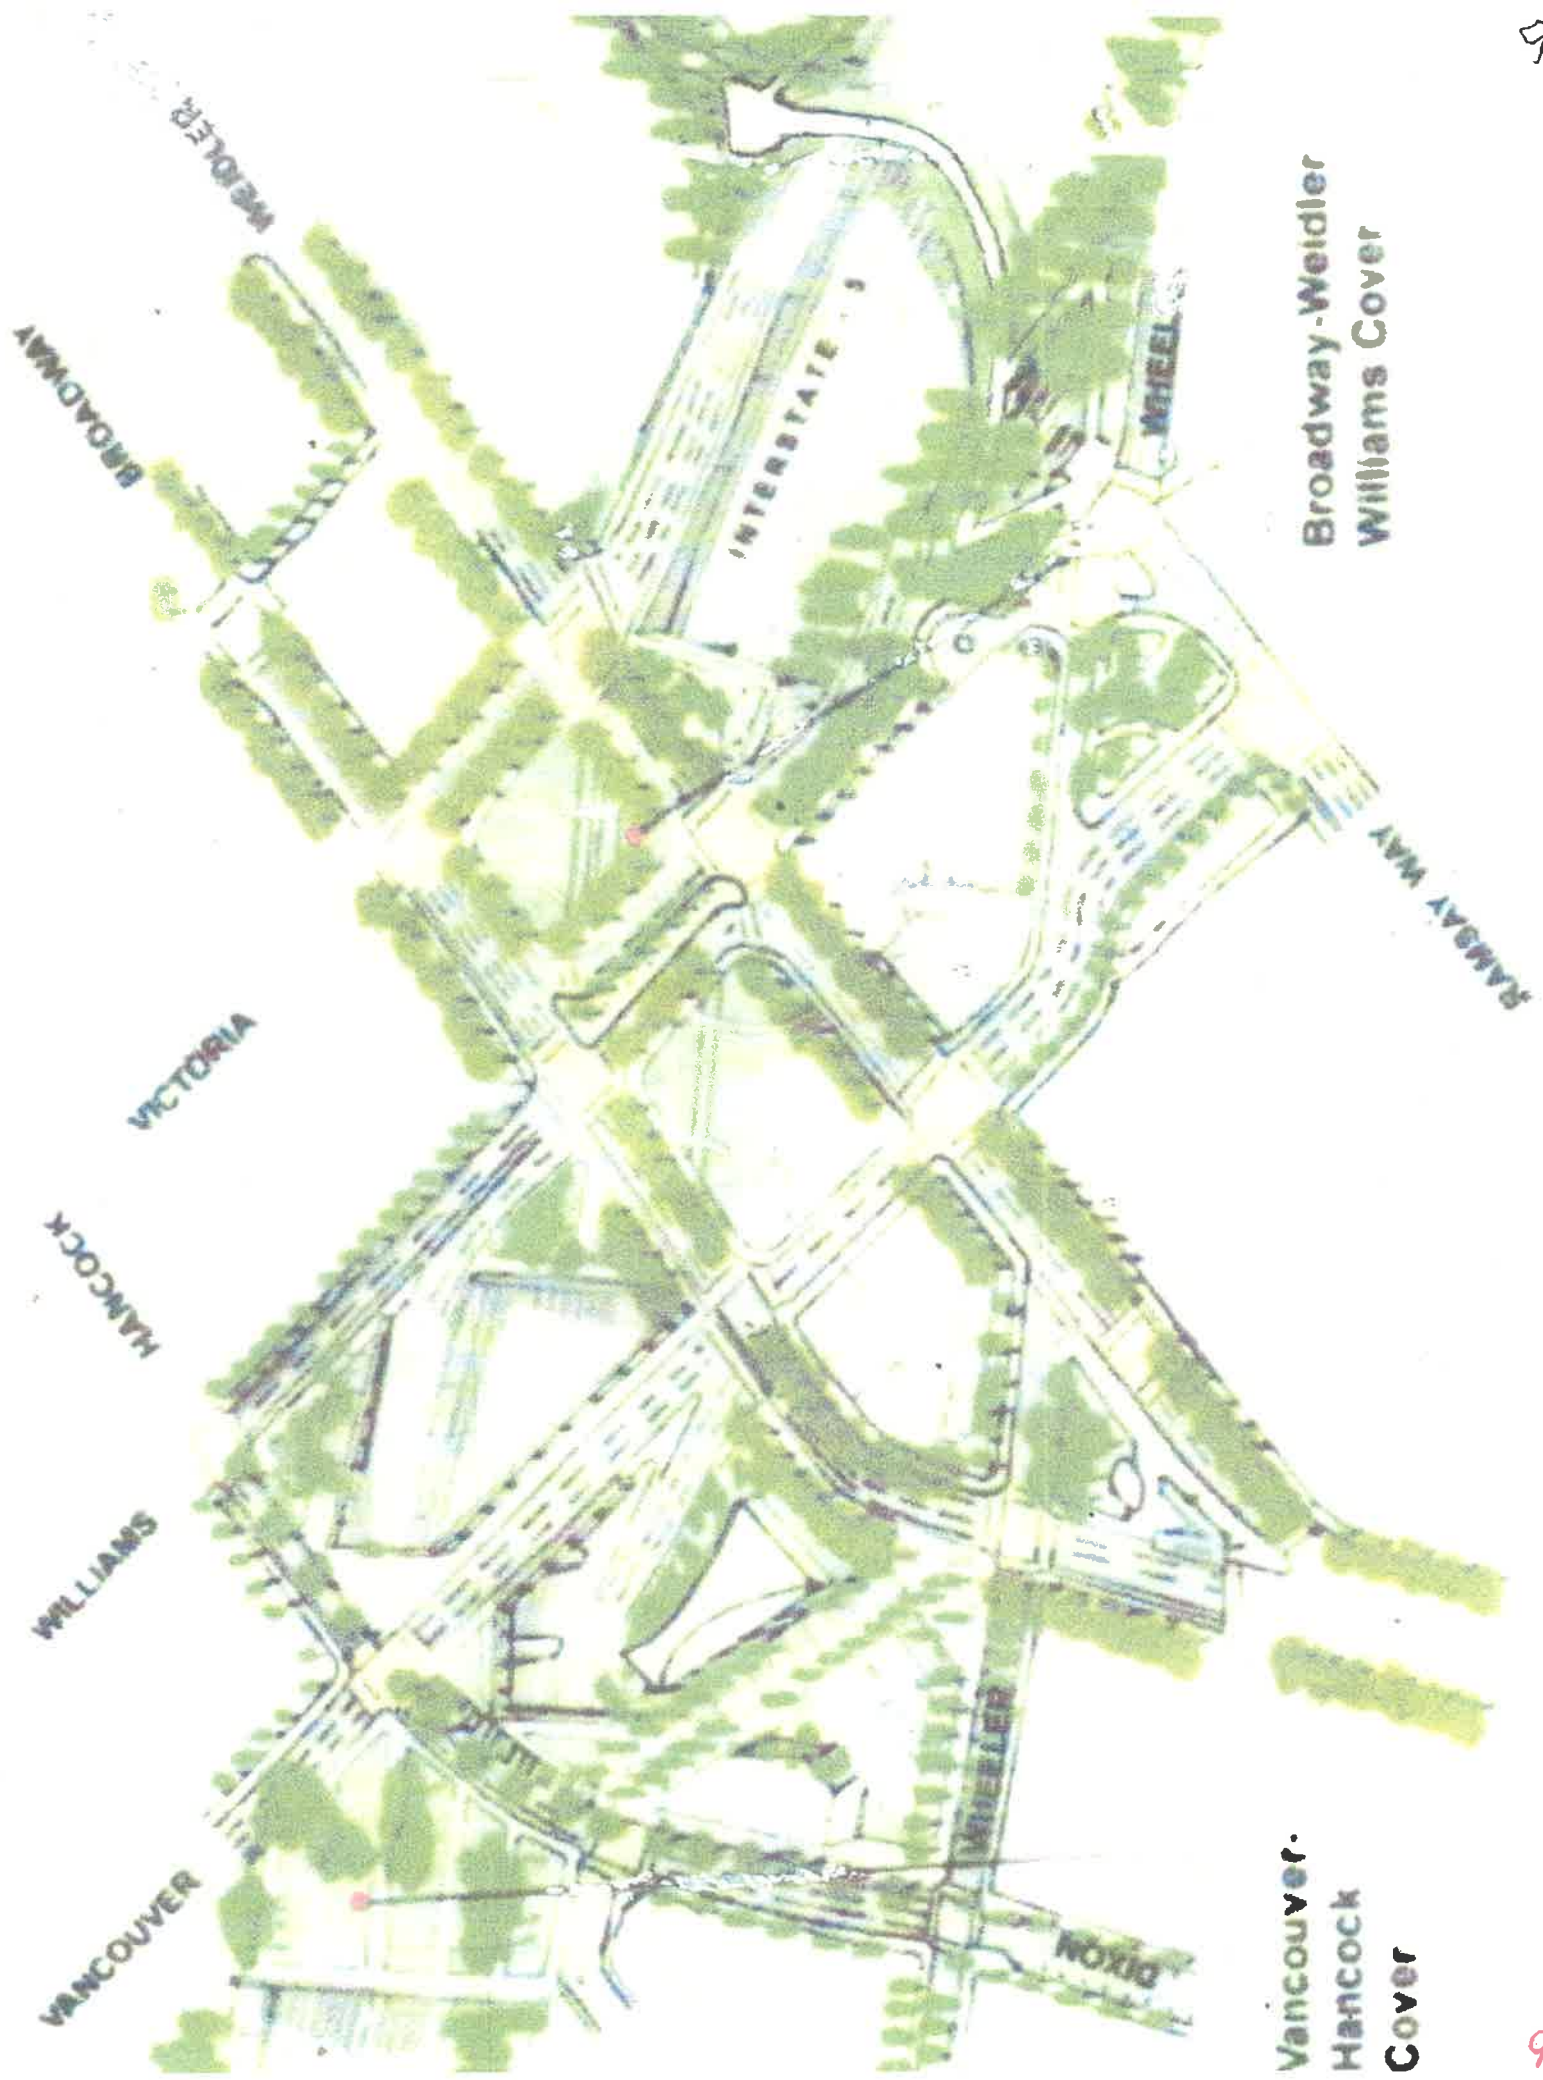 VANCOUVER
WILLIAMS
HANCOCK
VICTORIA
BROADWAY
WEIDLER
INTERSTATE - 5
WHEELER
DIXON
WHEEL
RAMSAY WAY
Vancouver-
Hancock
Cover
Broadway-Weidler
Williams Cover